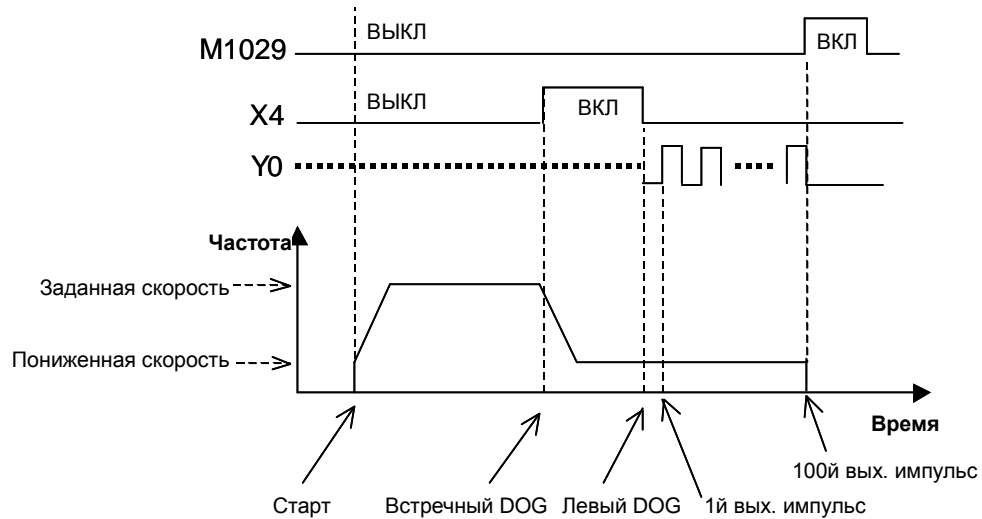 M1029
ВЫКЛ
ВКЛ
X4
ВЫКЛ
ВКЛ
Y0
Частота
Заданная скорость
Пониженная скорость
Время
100й вых. импульс
Старт
Встречный DOG
Левый DOG
1й вых. импульс